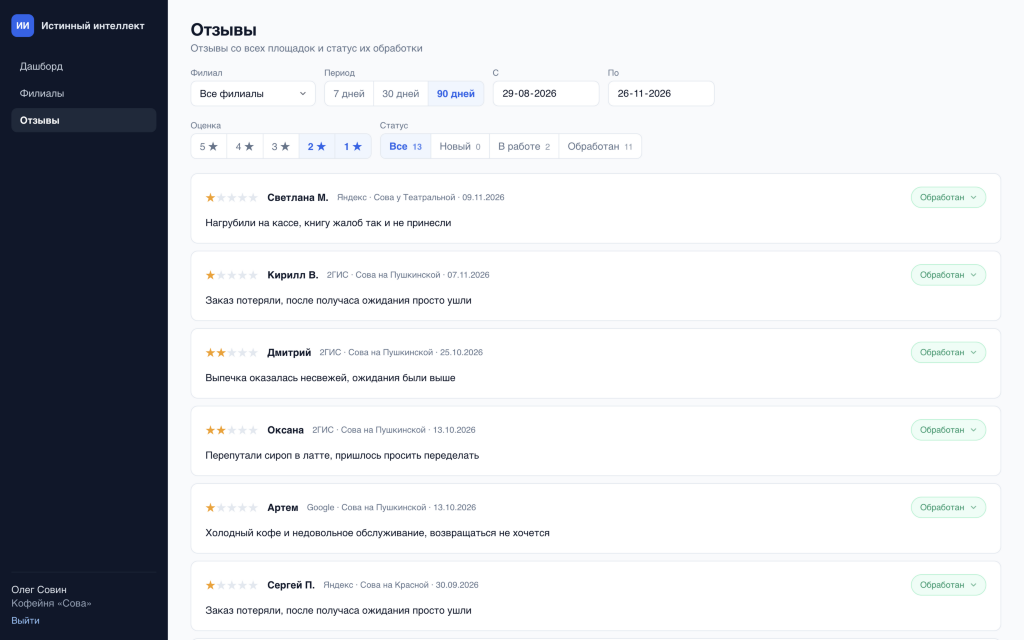 ИИ Истинный интеллект
Дашборд
Филиалы
Отзывы
Олег Совин
Кофейня «Сова»
Выйти
Отзывы
Отзывы со всех площадок и статус их обработки
Филиал Период С По
Все филиалы 7 дней 30 дней 90 дней 29-08-2026 26-11-2026
Оценка Статус
5 ★ 4 ★ 3 ★ 2 ★ 1 ★ Все 13 Новый 0 В работе 2 Обработан 11
Светлана М. Яндекс · Сова у Театральной · 09.11.2026 Обработан
Нагрубили на кассе, книгу жалоб так и не принесли
Кирилл В. 2ГИС · Сова на Пушкинской · 07.11.2026 Обработан
Заказ потеряли, после получаса ожидания просто ушли
Дмитрий 2ГИС · Сова на Пушкинской · 25.10.2026 Обработан
Выпечка оказалась несвежей, ожидания были выше
Оксана 2ГИС · Сова на Пушкинской · 13.10.2026 Обработан
Перепутали сироп в латте, пришлось просить переделать
Артем Google · Сова на Пушкинской · 13.10.2026 Обработан
Холодный кофе и недовольное обслуживание, возвращаться не хочется
Сергей П. Яндекс · Сова на Красной · 30.09.2026 Обработан
Заказ потеряли, после получаса ожидания просто ушли